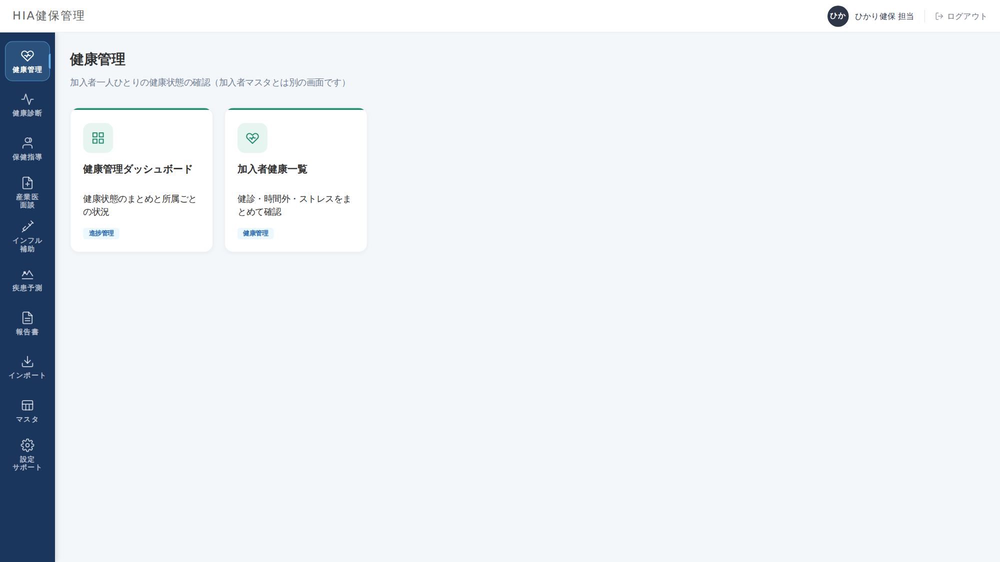 HIA健保管理
ひか
ひかり健保 担当
ログアウト
健康管理
健康診断
保健指導
産業医
面談
インフル
補助
疾患予測
報告書
インポート
マスタ
設定
サポート
健康管理
加入者一人ひとりの健康状態の確認（加入者マスタとは別の画面です）
健康管理ダッシュボード
健康状態のまとめと所属ごと
の状況
進捗管理
加入者健康一覧
健診・時間外・ストレスをま
とめて確認
健康管理